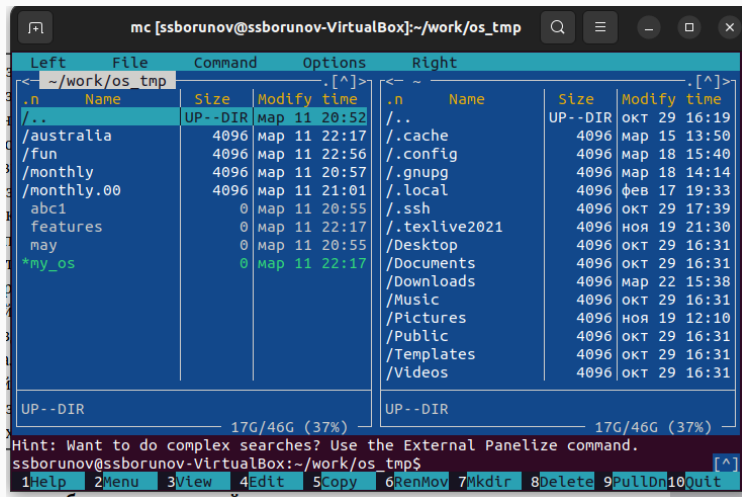 mc [ssborunov@ssborunov-VirtualBox]:~/work/os_tmp
Left File Command Options Right
<─ ~/work/os_tmp .[^]> <─ ~ .[^]>
.n Name Size Modify time .n Name Size Modify time
/.. UP--DIR мар 11 20:52 /.. UP--DIR окт 29 16:19
/australia 4096 мар 11 22:17 /.cache 4096 мар 15 13:50
/fun 4096 мар 11 22:56 /.config 4096 мар 18 15:40
/monthly 4096 мар 11 20:57 /.gnupg 4096 мар 18 14:14
/monthly.00 4096 мар 11 21:01 /.local 4096 фев 17 19:33
abc1 0 мар 11 20:55 /.ssh 4096 окт 29 17:39
features 0 мар 11 22:17 /.texlive2021 4096 ноя 19 21:30
may 0 мар 11 20:55 /Desktop 4096 окт 29 16:31
*my_os 0 мар 11 22:17 /Documents 4096 окт 29 16:31
/Downloads 4096 мар 22 15:38
/Music 4096 окт 29 16:31
/Pictures 4096 ноя 19 12:10
/Public 4096 окт 29 16:31
/Templates 4096 окт 29 16:31
/Videos 4096 окт 29 16:31
UP--DIR UP--DIR
17G/46G (37%) 17G/46G (37%)
Hint: Want to do complex searches? Use the External Panelize command.
ssborunov@ssborunov-VirtualBox:~/work/os_tmp$ [^]
1Help 2Menu 3View 4Edit 5Copy 6RenMov 7Mkdir 8Delete 9PullDn 10Quit